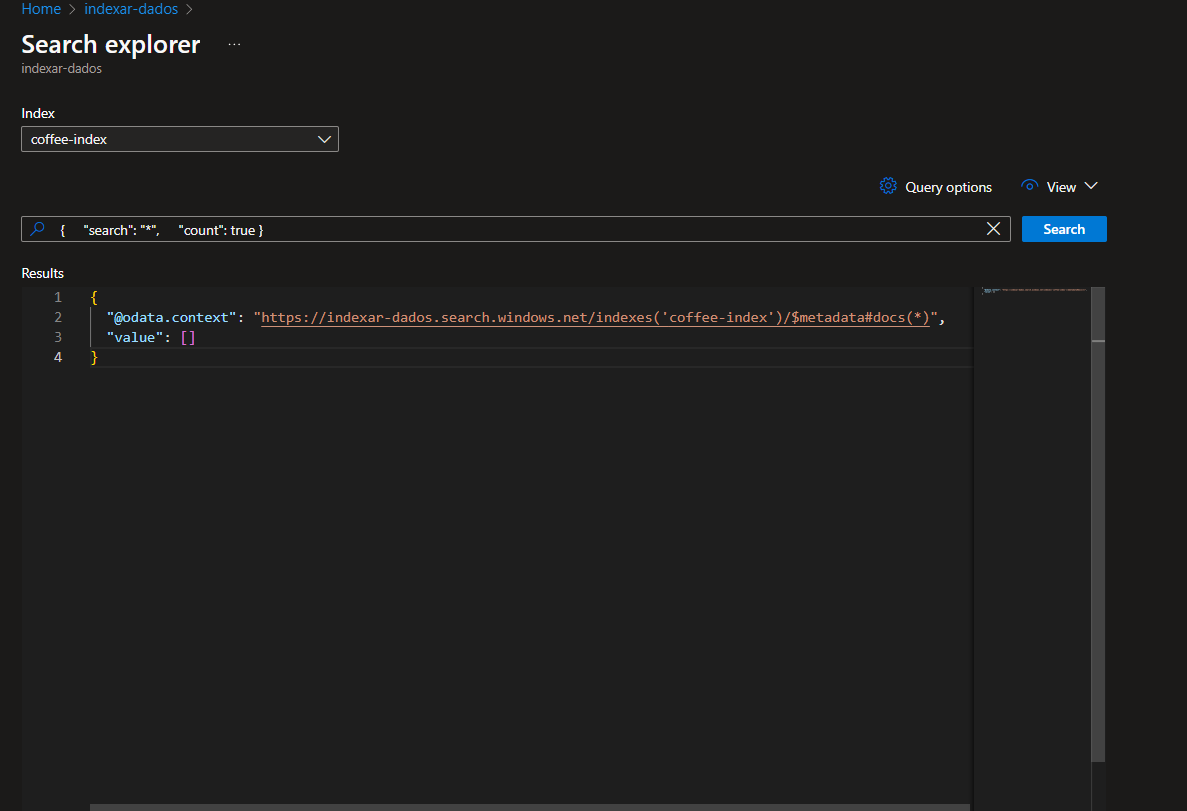 Home > indexar-dados >
Search explorer ...
indexar-dados
Index
coffee-index
Query options View
{ "search": "*", "count": true }
Search
Results
1 {
2 "@odata.context": "https://indexar-dados.search.windows.net/indexes('coffee-index')/$metadata#docs(*)",
3 "value": []
4 }